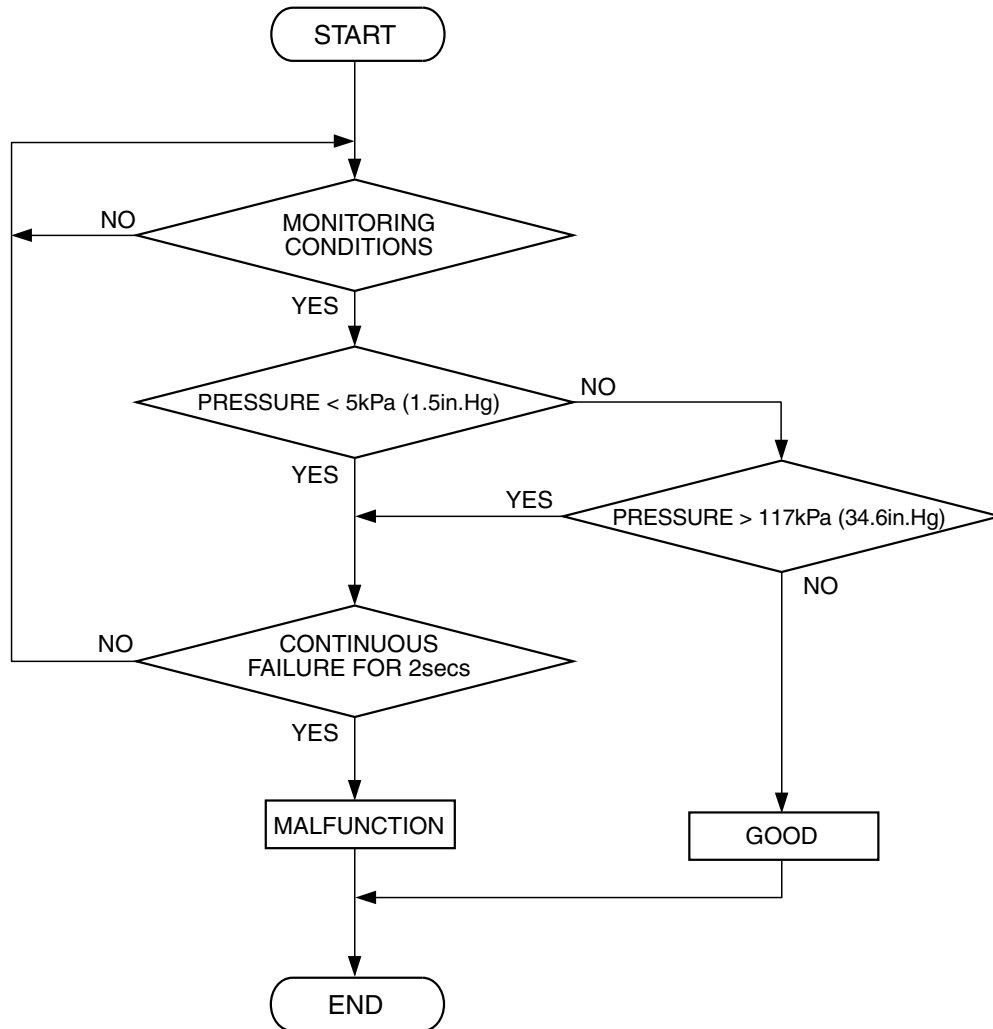 START
NO
MONITORING
CONDITIONS
YES
PRESSURE < 5kPa (1.5in.Hg)
NO
YES
YES
PRESSURE > 117kPa (34.6in.Hg)
NO
NO
CONTINUOUS
FAILURE FOR 2secs
YES
MALFUNCTION
GOOD
END